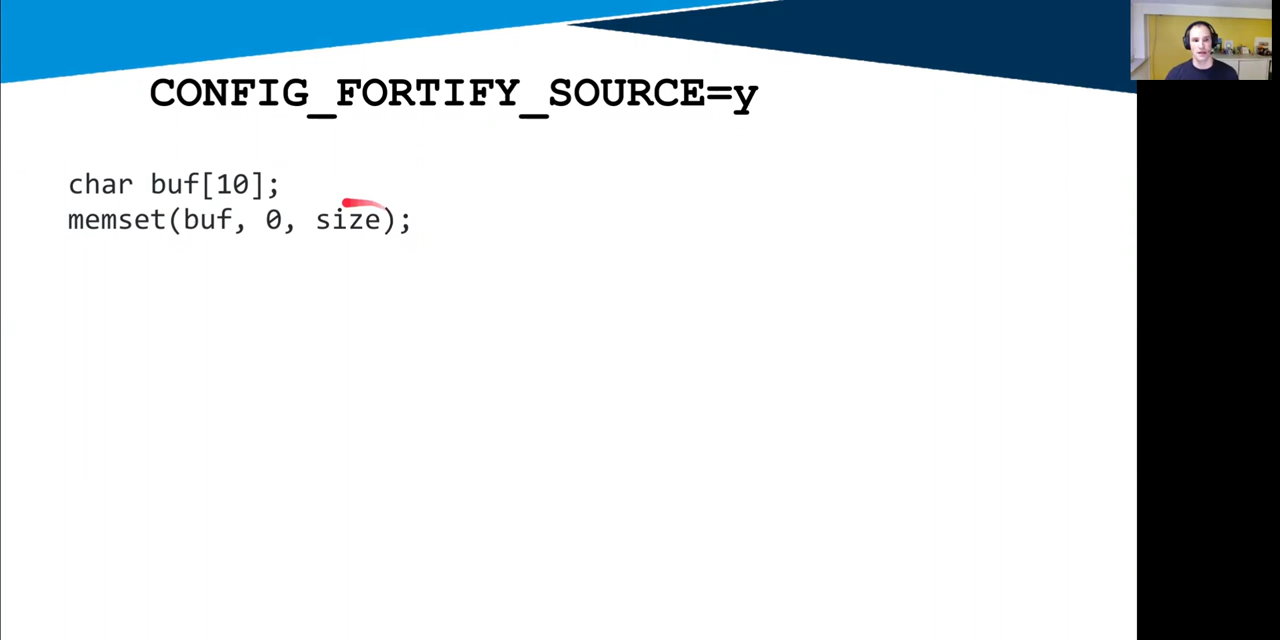 CONFIG_FORTIFY_SOURCE=y
char buf[10];
memset(buf, 0, size);